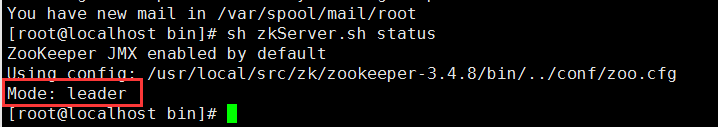 You have new mail in /var/spool/mail/root
[root@localhost bin]# sh zkServer.sh status
ZooKeeper JMX enabled by default
Using config: /usr/local/src/zk/zookeeper-3.4.8/bin/../conf/zoo.cfg
Mode: leader
[root@localhost bin]#